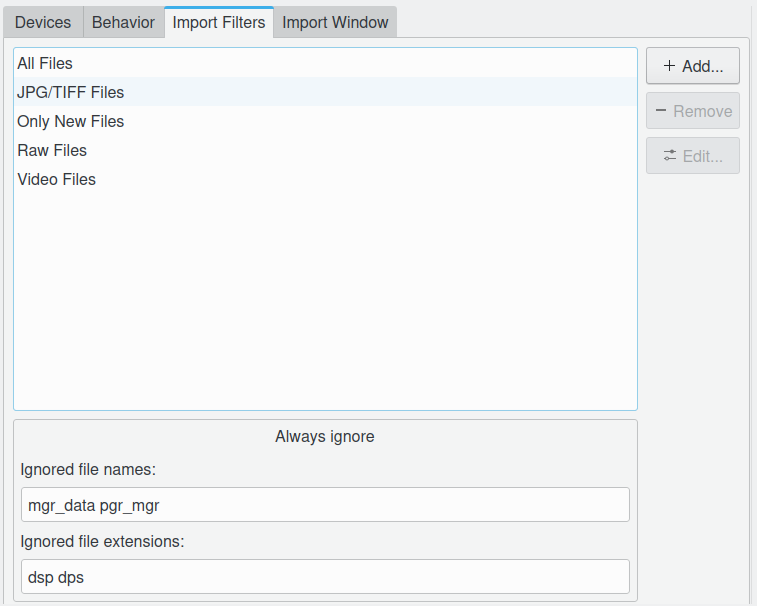 Devices Behavior Import Filters Import Window
All Files
JPG/TIFF Files
Only New Files
Raw Files
Video Files
+ Add...
− Remove
Edit...
Always ignore
Ignored file names:
mgr_data pgr_mgr
Ignored file extensions:
dsp dps